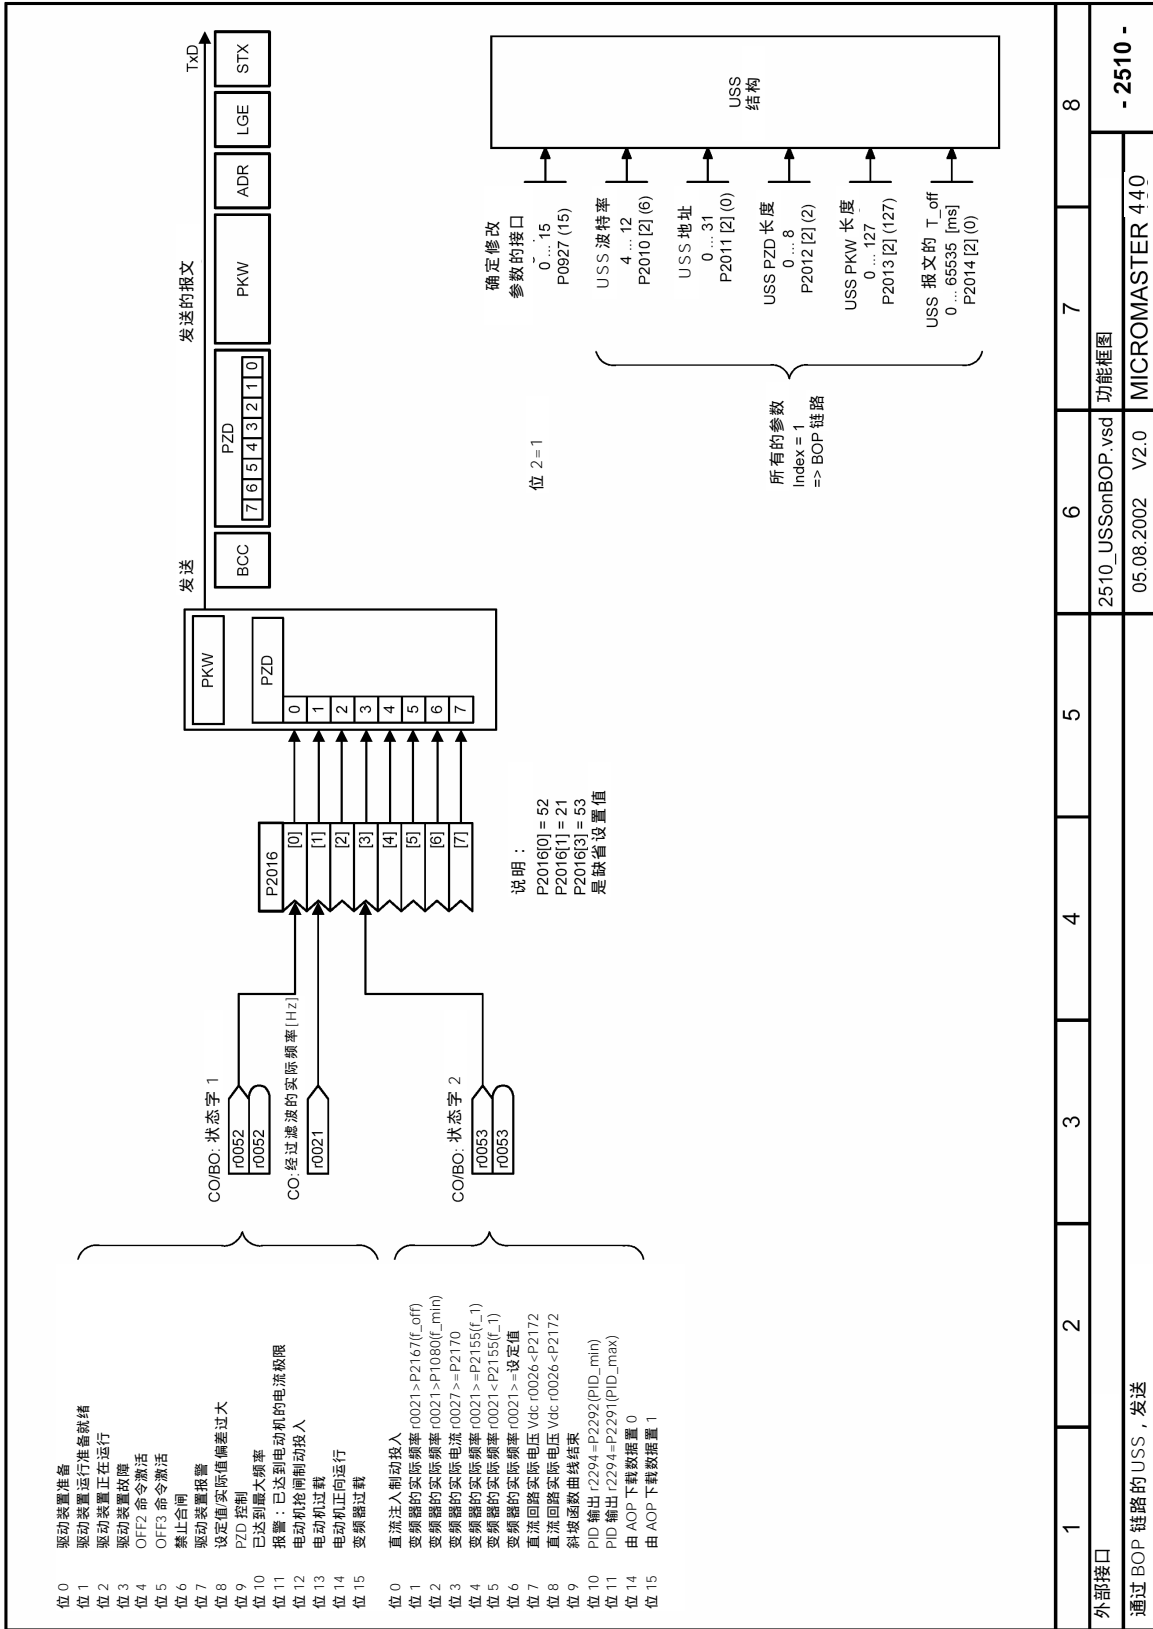 位 0 驱动装置准备
位 1 驱动装置运行准备就绪
位 2 驱动装置正在运行
位 3 驱动装置故障
位 4 OFF2 命令激活
位 5 OFF3 命令激活
位 6 禁止合闸
位 7 驱动装置报警
位 8 设定值/实际值偏差过大
位 9 PZD 控制
位 10 已达到最大频率
位 11 报警：已达到电动机的电流极限
位 12 电动机抱闸制动投入
位 13 电动机过载
位 14 电动机正向运行
位 15 变频器过载
位 0 直流注入制动投入
位 1 变频器的实际频率 r0021>P2167(f_off)
位 2 变频器的实际频率 r0021>P1080(f_min)
位 3 变频器的实际电流 r0027>=P2170
位 4 变频器的实际频率 r0021>=P2155(f_1)
位 5 变频器的实际频率 r0021<P2155(f_1)
位 6 变频器的实际频率 r0021>=设定值
位 7 直流回路实际电压 Vdc r0026<P2172
位 8 直流回路实际电压 Vdc r0026<P2172
位 9 斜坡函数曲线结束
位 10 PID 输出 r2294=P2292(PID_min)
位 11 PID 输出 r2294=P2291(PID_max)
位 14 由 AOP 下载数据置 0
位 15 由 AOP 下载数据置 1
CO/BO: 状态字 1
r0052
r0052
CO:经过滤波的实际频率[Hz]
r0021
CO/BO: 状态字 2
r0053
r0053
P2016
[0]
[1]
[2]
[3]
[4]
[5]
[6]
[7]
说明：
P2016[0] = 52
P2016[1] = 21
P2016[3] = 53
是缺省设置值
PKW
PZD
0
1
2
3
4
5
6
7
发送
发送的报文
TxD
BCC
PZD
7 6 5 4 3 2 1 0
PKW
ADR
LGE
STX
位 2=1
确定修改
参数的接口
0 ... 15
P0927 (15)
USS 波特率
4 ... 12
P2010 [2] (6)
USS 地址
0 ... 31
P2011 [2] (0)
USS PZD 长度
0 ... 8
P2012 [2] (2)
USS PKW 长度
0 ... 127
P2013 [2] (127)
USS 报文的 T_off
0 ... 65535 [ms]
P2014 [2] (0)
所有的参数
Index = 1
=> BOP 链路
USS
结构
1 2 3 4 5 6 7 8
外部接口
2510_USSonBOP.vsd
功能框图
- 2510 -
通过 BOP 链路的 USS ，发送
05.08.2002 V2.0
MICROMASTER 440